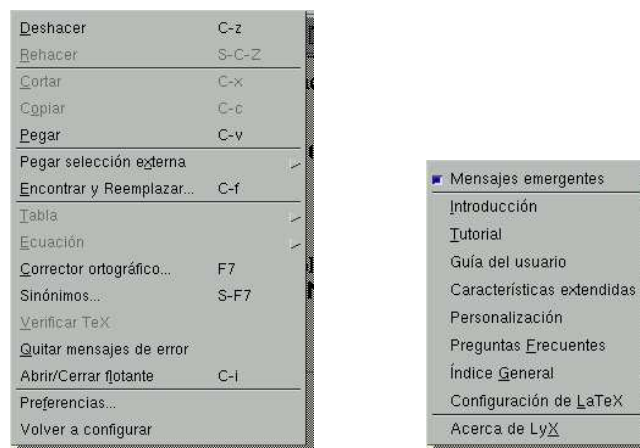 Deshacer C-z
Rehacer S-C-Z
Cortar C-x
Copiar C-c
Pegar C-v
Pegar selección externa
Encontrar y Reemplazar... C-f
Tabla
Ecuación
Corrector ortográfico... F7
Sinónimos... S-F7
Verificar TeX
Quitar mensajes de error
Abrir/Cerrar flotante C-i
Preferencias...
Volver a configurar
Mensajes emergentes
Introducción
Tutorial
Guía del usuario
Características extendidas
Personalización
Preguntas Frecuentes
Índice General
Configuración de LaTeX
Acerca de LyX